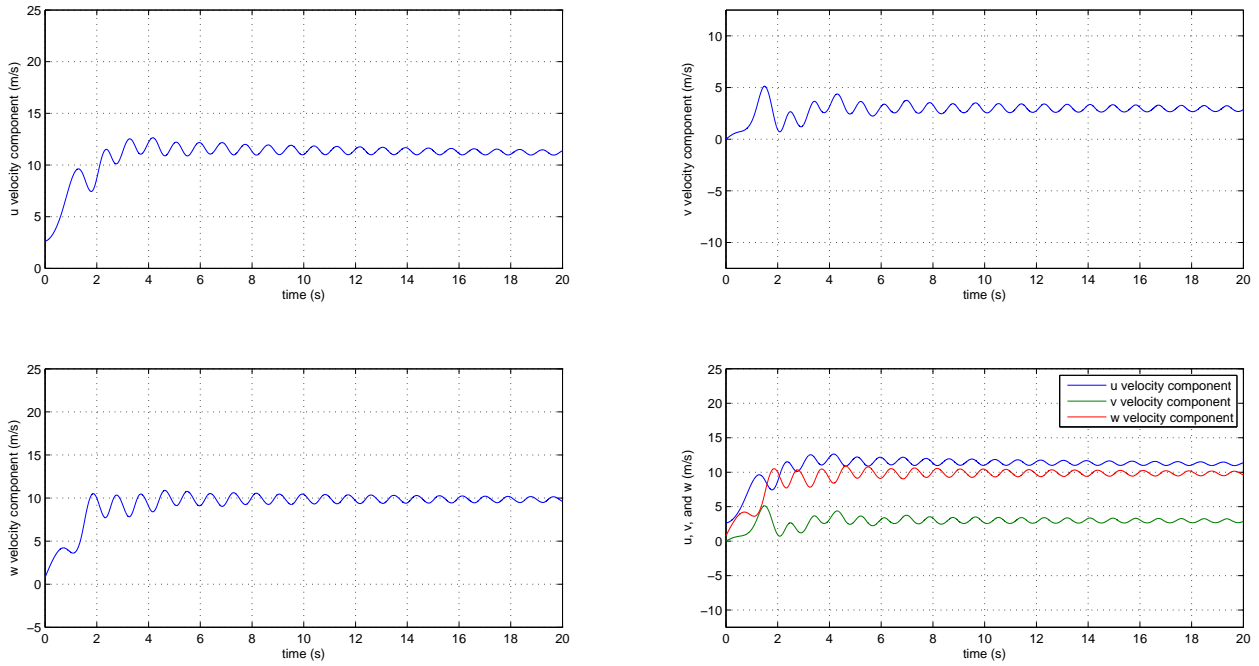 u velocity component (m/s)
25
20
15
10
5
0
0 2 4 6 8 10 12 14 16 18 20
time (s)
v velocity component (m/s)
10
5
0
−5
−10
0 2 4 6 8 10 12 14 16 18 20
time (s)
w velocity component (m/s)
25
20
15
10
5
0
−5
0 2 4 6 8 10 12 14 16 18 20
time (s)
u, v, and w (m/s)
25
20
15
10
5
0
−5
−10
0 2 4 6 8 10 12 14 16 18 20
time (s)
u velocity component
v velocity component
w velocity component